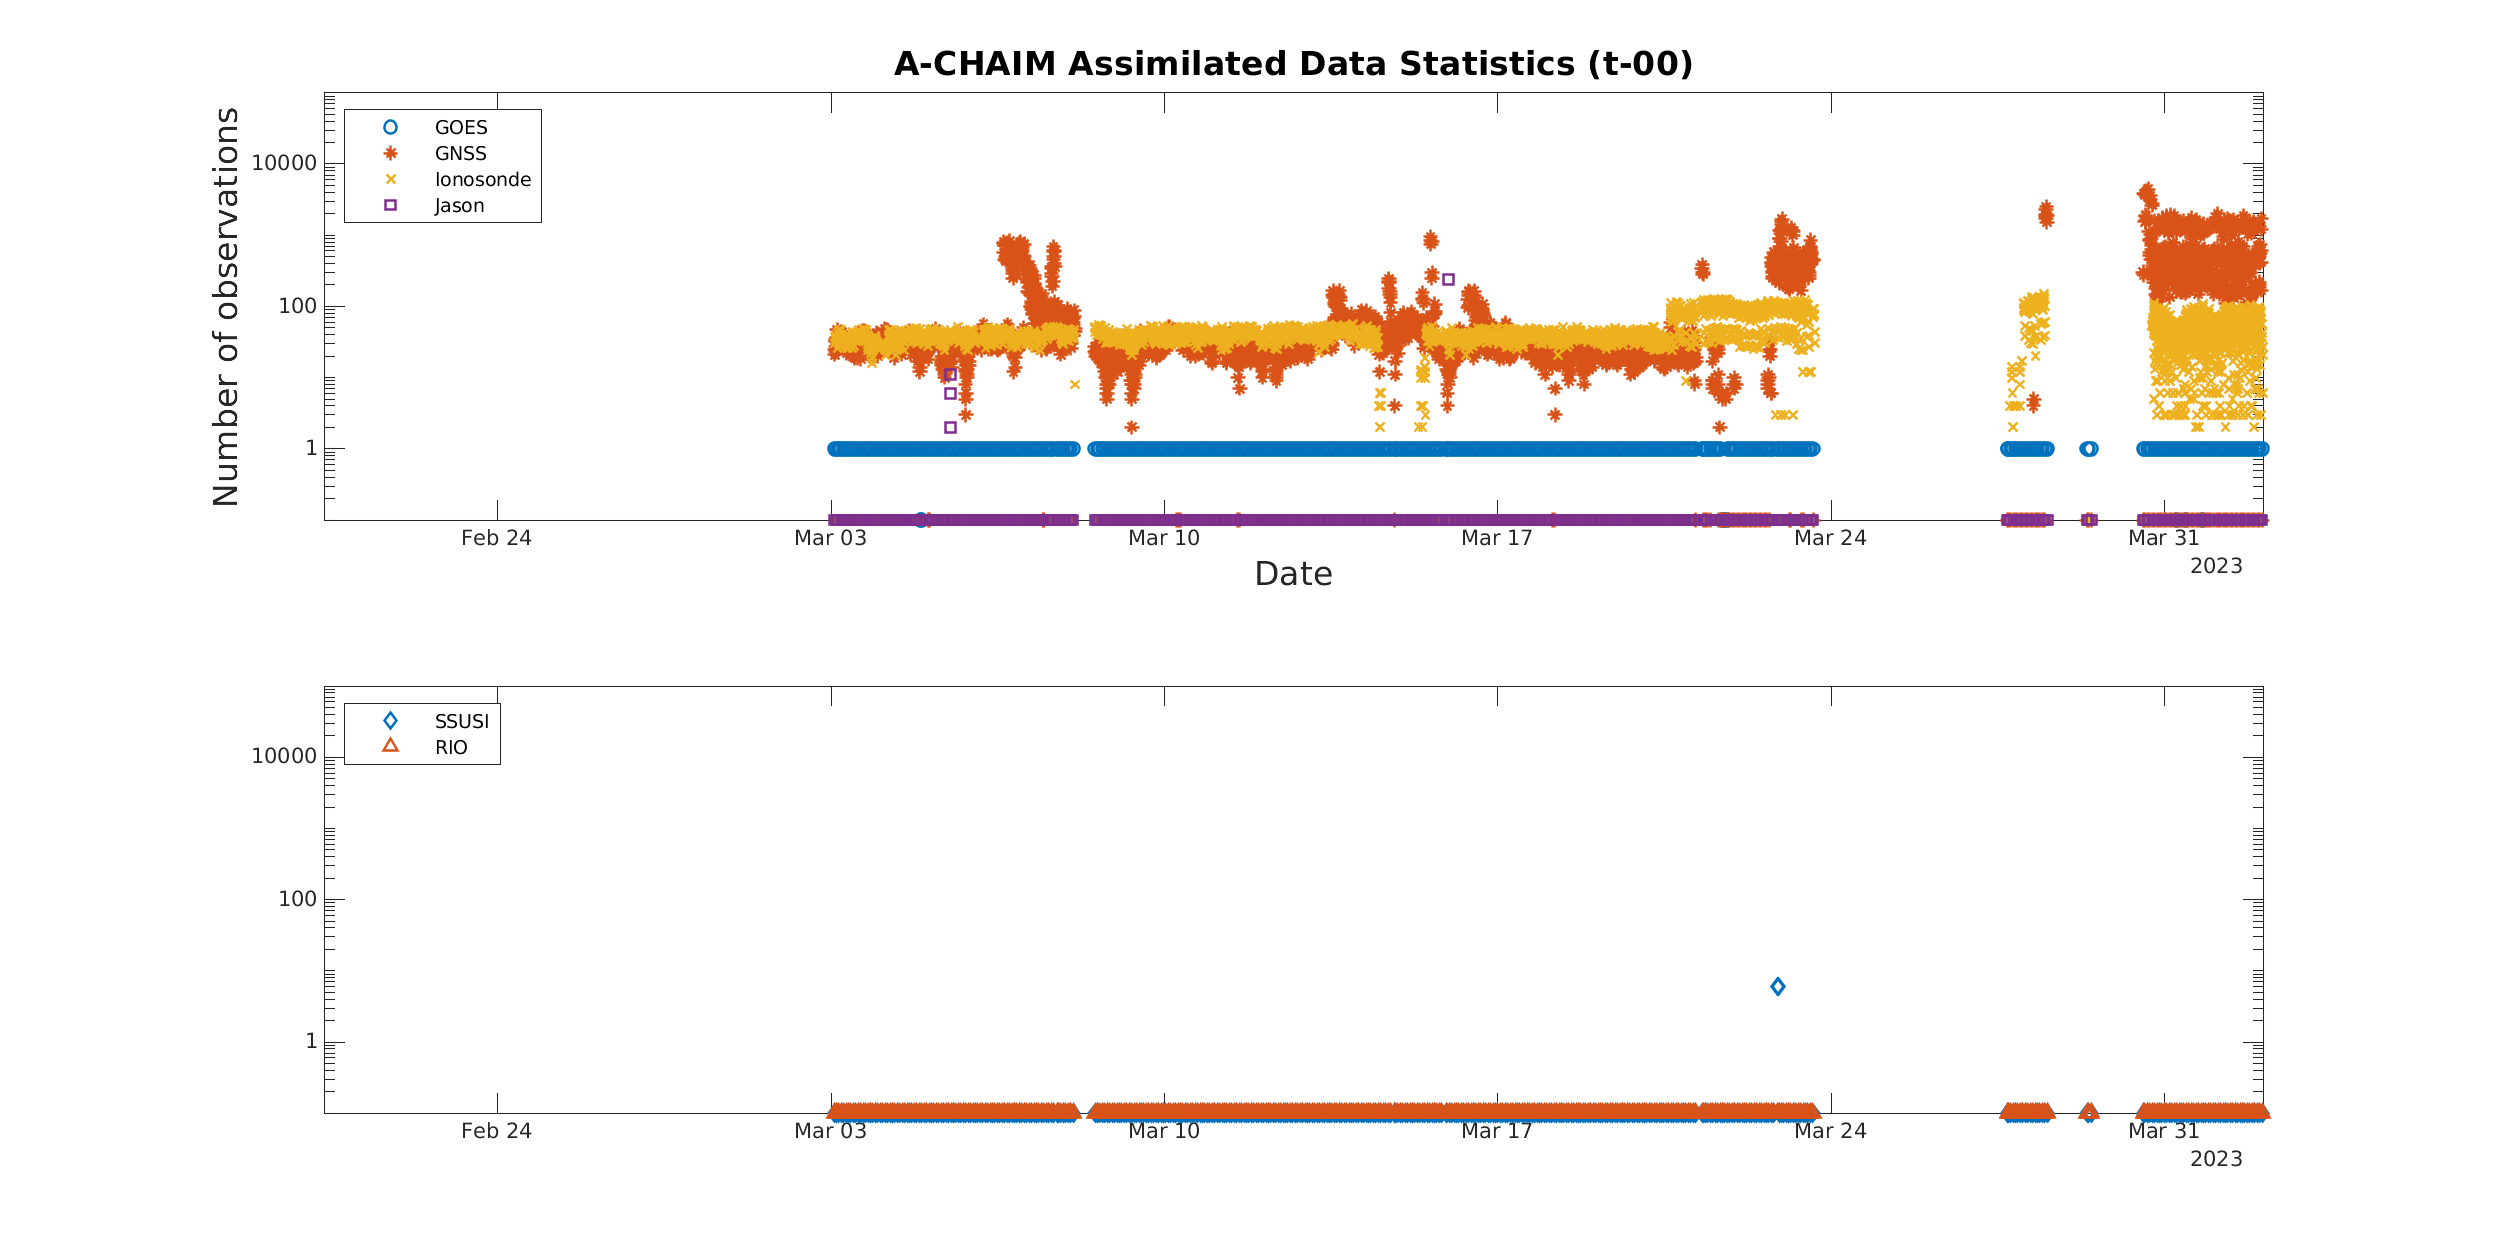 A-CHAIM Assimilated Data Statistics (t-00)
GOES
GNSS
Ionosonde
Jason
10000
100
1
Number of observations
Feb 24
Mar 03
Mar 10
Mar 17
Mar 24
Mar 31
2023
Date
SSUSI
RIO
10000
100
1
Feb 24
Mar 03
Mar 10
Mar 17
Mar 24
Mar 31
2023